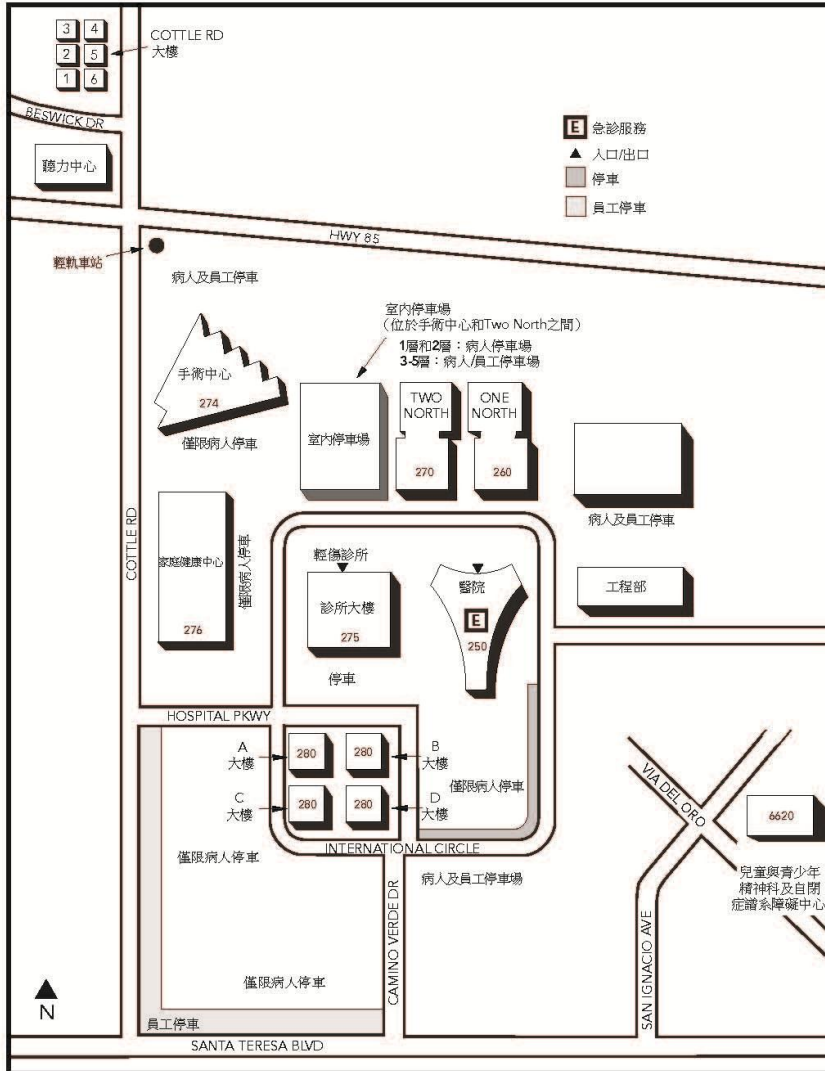 3 4
2 5
1 6
COTTLE RD
大樓
BESWICK DR
聽力中心
E 急診服務
入口/出口
停車
員工停車
HWY 85
輕軌車站
病人及員工停車
室內停車場
(位於手術中心和Two North之間)
1層和2層：病人停車場
3-5層：病人/員工停車場
手術中心
274
僅限病人停車
室內停車場
TWO
NORTH
270
ONE
NORTH
260
病人及員工停車
COTTLE RD
家庭健康中心
276
僅限病人停車
輕傷診所
診所大樓
275
停車
醫院
E
250
工程部
HOSPITAL PKWY
A
大樓
280
280
B
大樓
C
大樓
280
280
D
大樓
僅限病人停車
INTERNATIONAL CIRCLE
僅限病人停車
病人及員工停車場
CAMINO VERDE DR
VIA DEL ORO
6620
兒童與青少年
精神科及自閉
症譜系障礙中心
SAN IGNACIO AVE
僅限病人停車
N
員工停車
SANTA TERESA BLVD